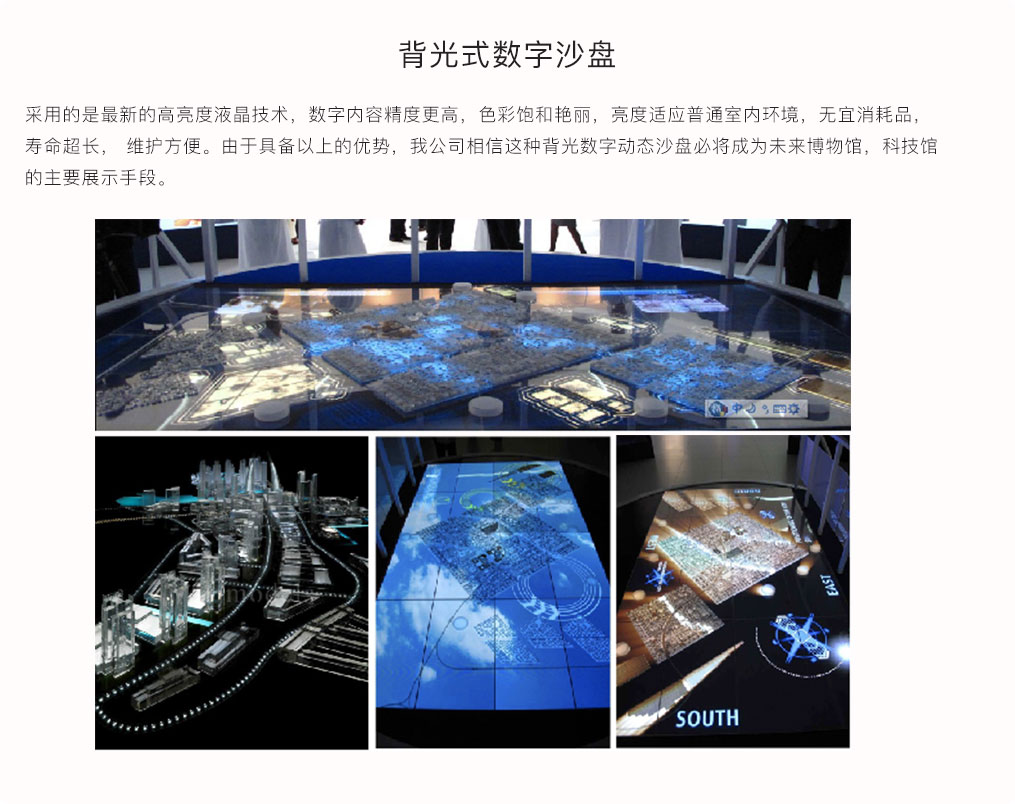 背光式数字沙盘
采用的是最新的高亮度液晶技术，数字内容精度更高，色彩饱和艳丽，亮度适应普通室内环境，无宜消耗品，
寿命超长， 维护方便。由于具备以上的优势，我公司相信这种背光数字动态沙盘必将成为未来博物馆，科技馆
的主要展示手段。
中
EAST
SOUTH